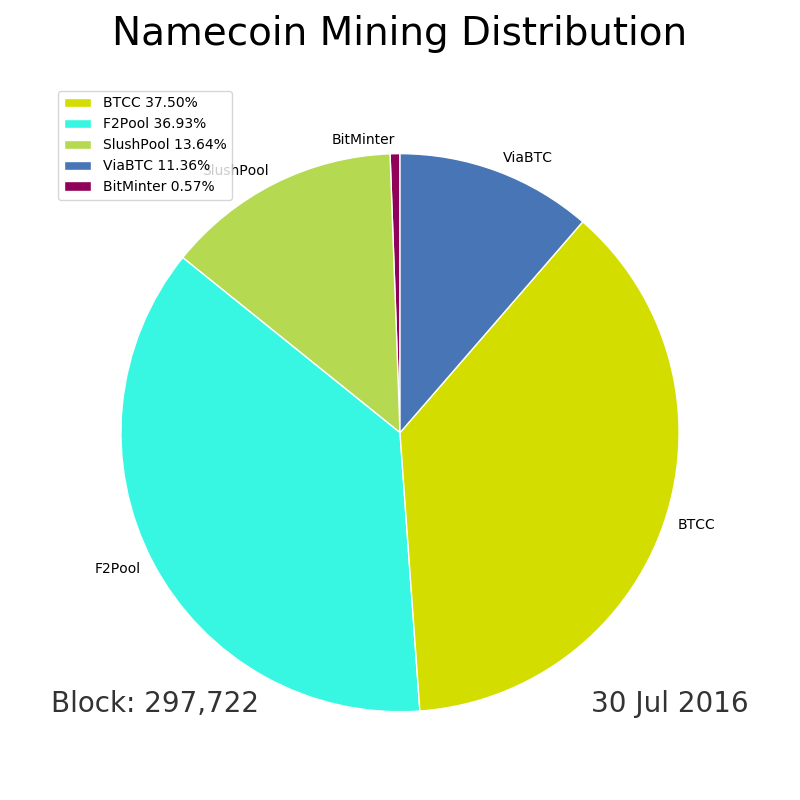 Namecoin Mining Distribution
BTCC 37.50%
F2Pool 36.93%
SlushPool 13.64%
ViaBTC 11.36%
BitMinter 0.57%
BitMinter
ViaBTC
SlushPool
BTCC
F2Pool
Block: 297,722
30 Jul 2016